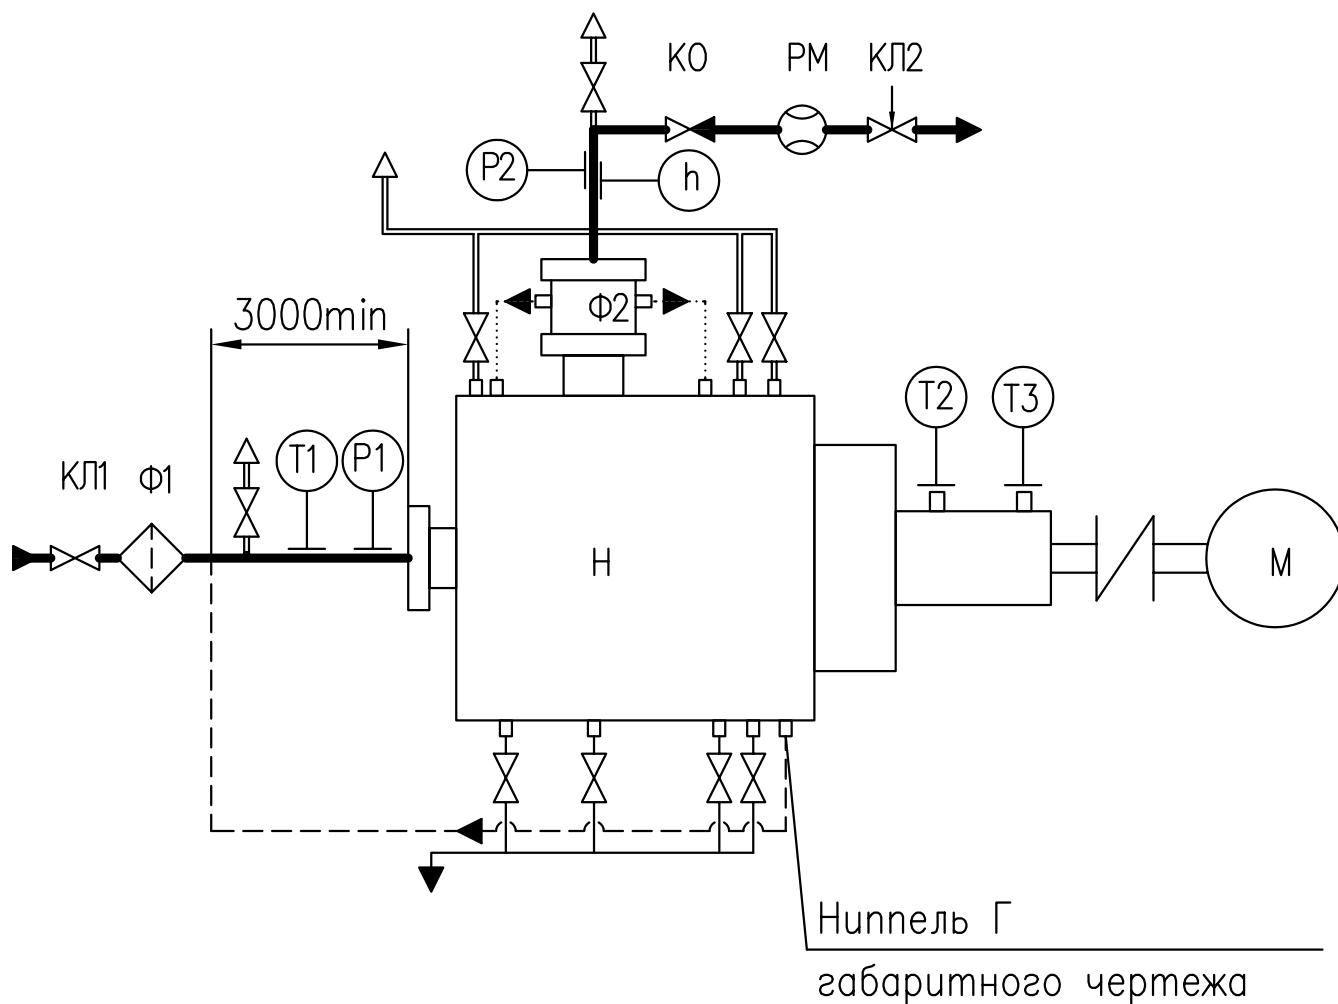 КО
РМ
КЛ2
Р2
h
Ф2
3000min
Т2
Т3
Т1
Р1
КЛ1
Ф1
Н
М
Ниппель Г
габаритного чертежа